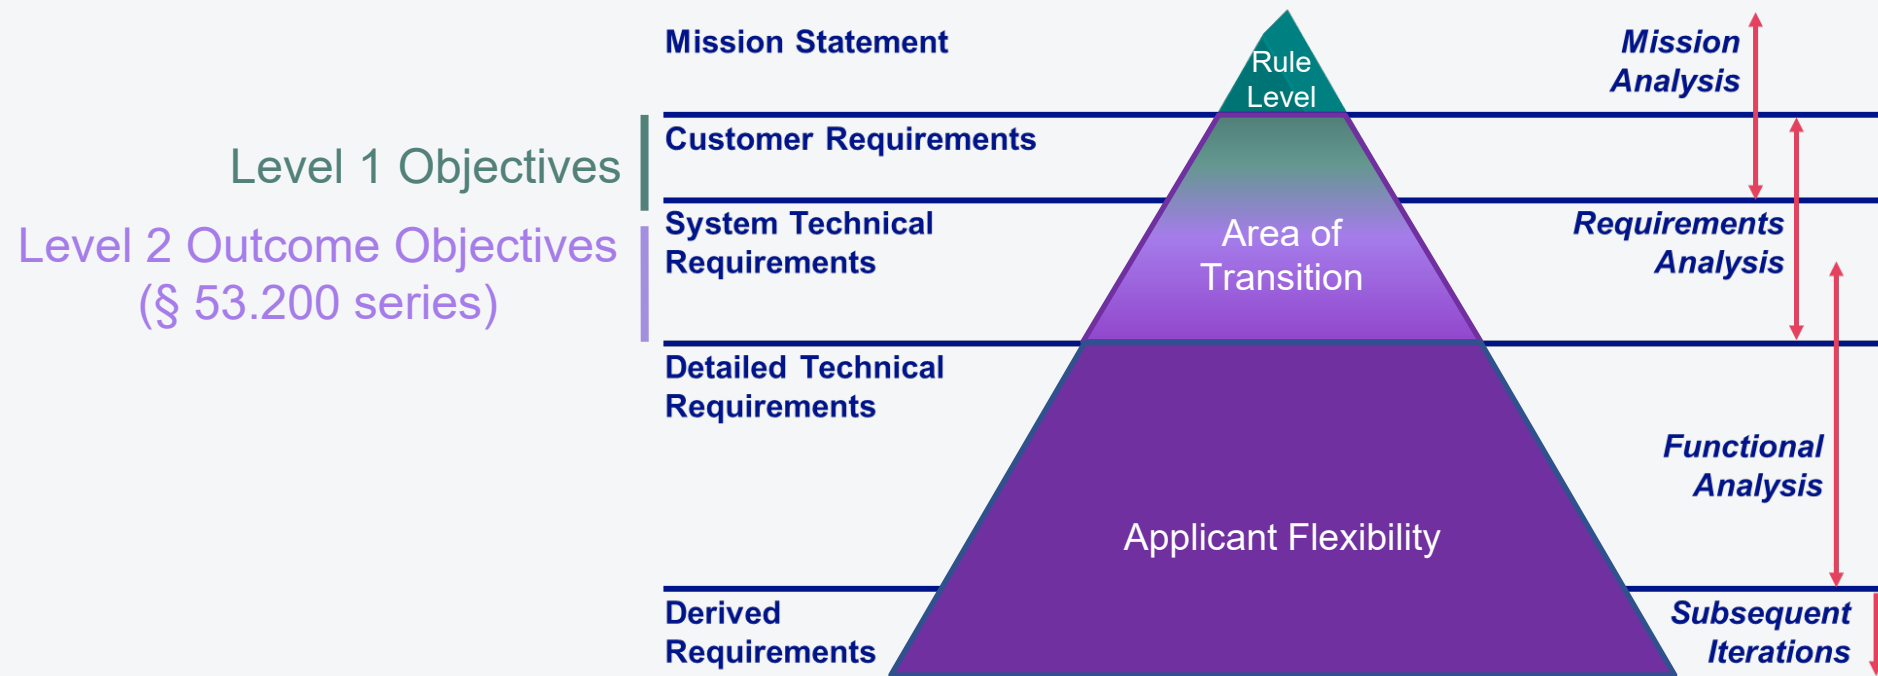 Mission Statement
Rule
Level
Mission
Analysis
Level 1 Objectives
Customer Requirements
Level 2 Outcome Objectives
(§ 53.200 series)
System Technical
Requirements
Area of
Transition
Requirements
Analysis
Detailed Technical
Requirements
Applicant Flexibility
Functional
Analysis
Derived
Requirements
Subsequent
Iterations